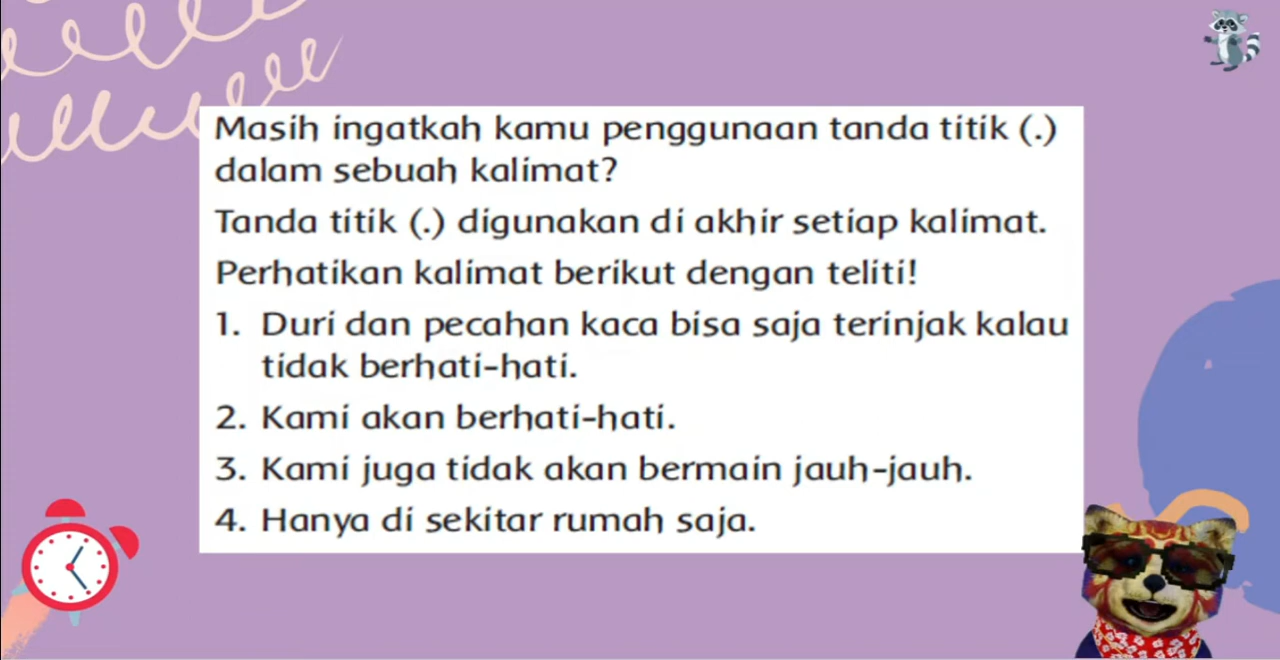 Masih ingatkah kamu penggunaan tanda titik (.)
dalam sebuah kalimat?
Tanda titik (.) digunakan di akhir setiap kalimat.
Perhatikan kalimat berikut dengan teliti!
1. Duri dan pecahan kaca bisa saja terinjak kalau
tidak berhati-hati.
2. Kami akan berhati-hati.
3. Kami juga tidak akan bermain jauh-jauh.
4. Hanya di sekitar rumah saja.